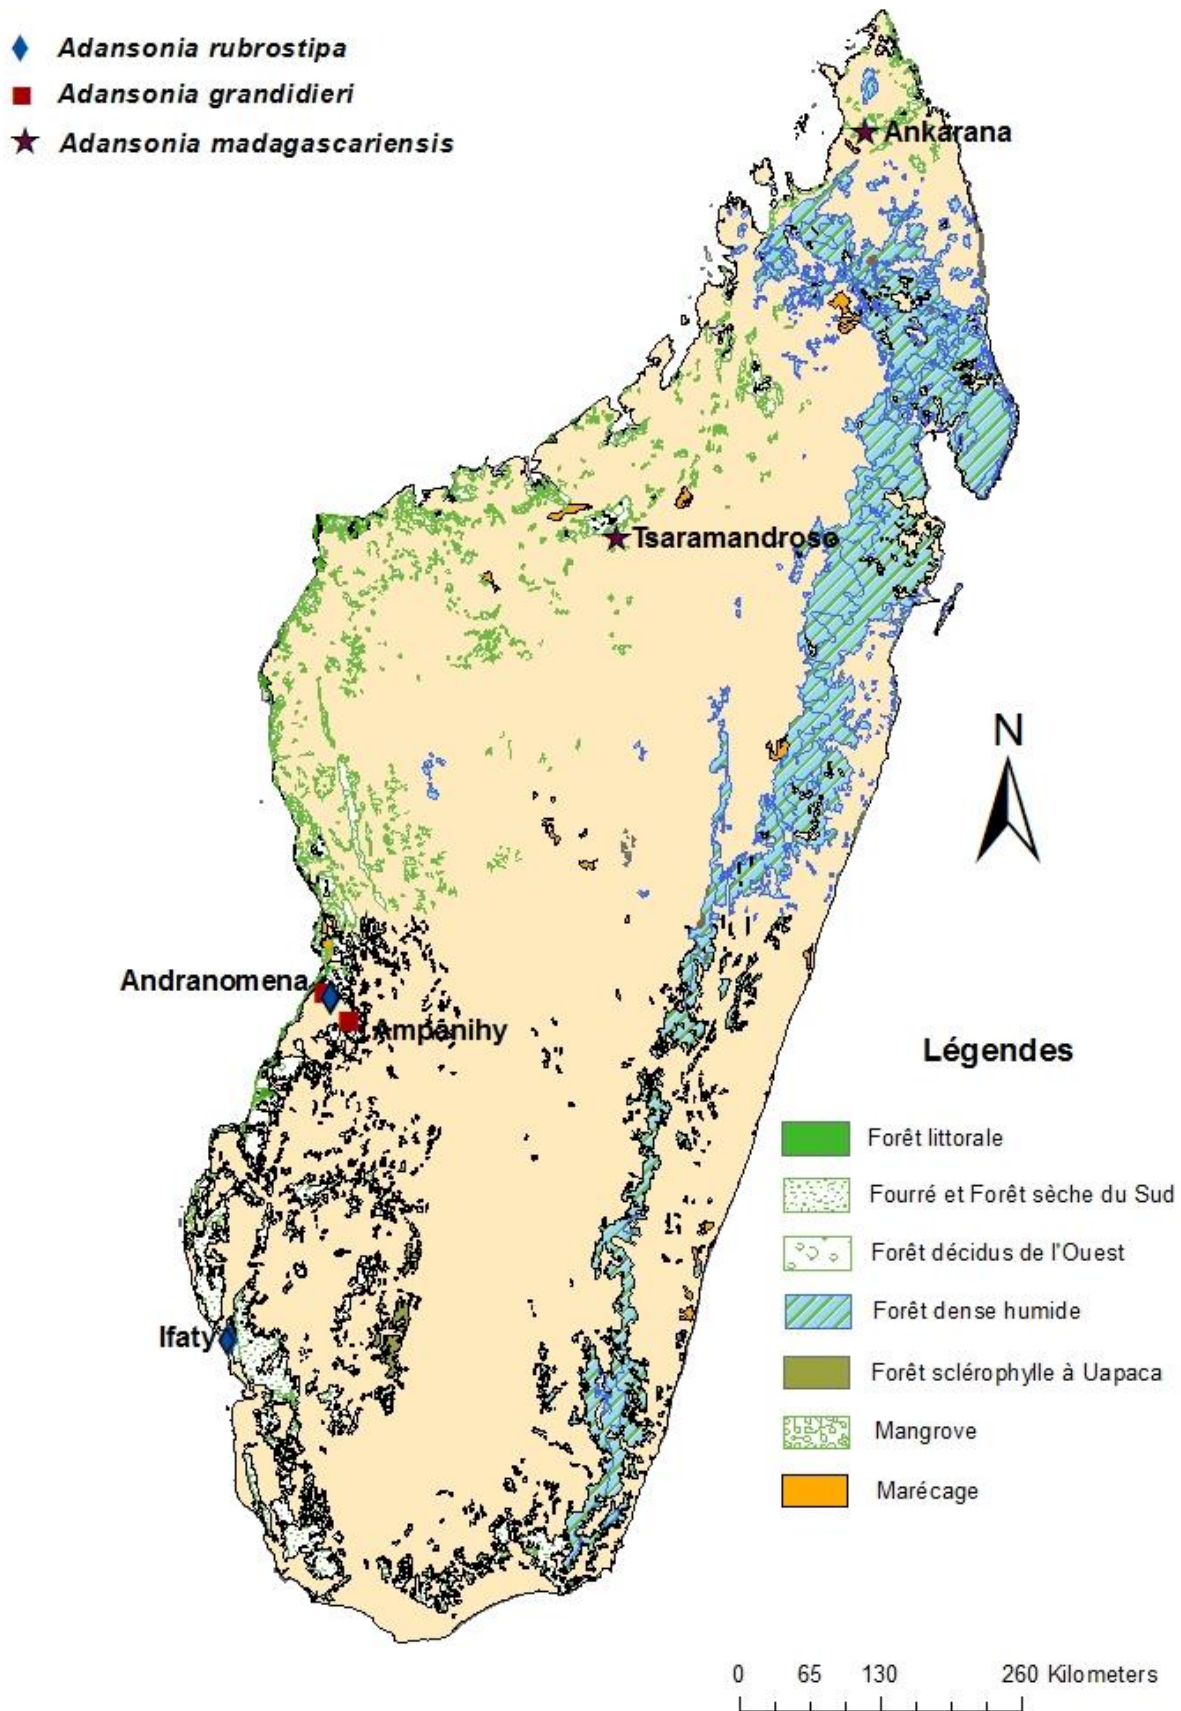 Adansonia rubrostipa
Adansonia grandidieri
Adansonia madagascariensis
Ankarana
Tsaramandroso
N
Andranomena
Ampanihy
Légendes
Forêt littorale
Fourré et Forêt sèche du Sud
Forêt décidus de l'Ouest
Forêt dense humide
Ifaty
Forêt sclérophylle à Uapaca
Mangrove
Marécage
0 65 130 260 Kilometers